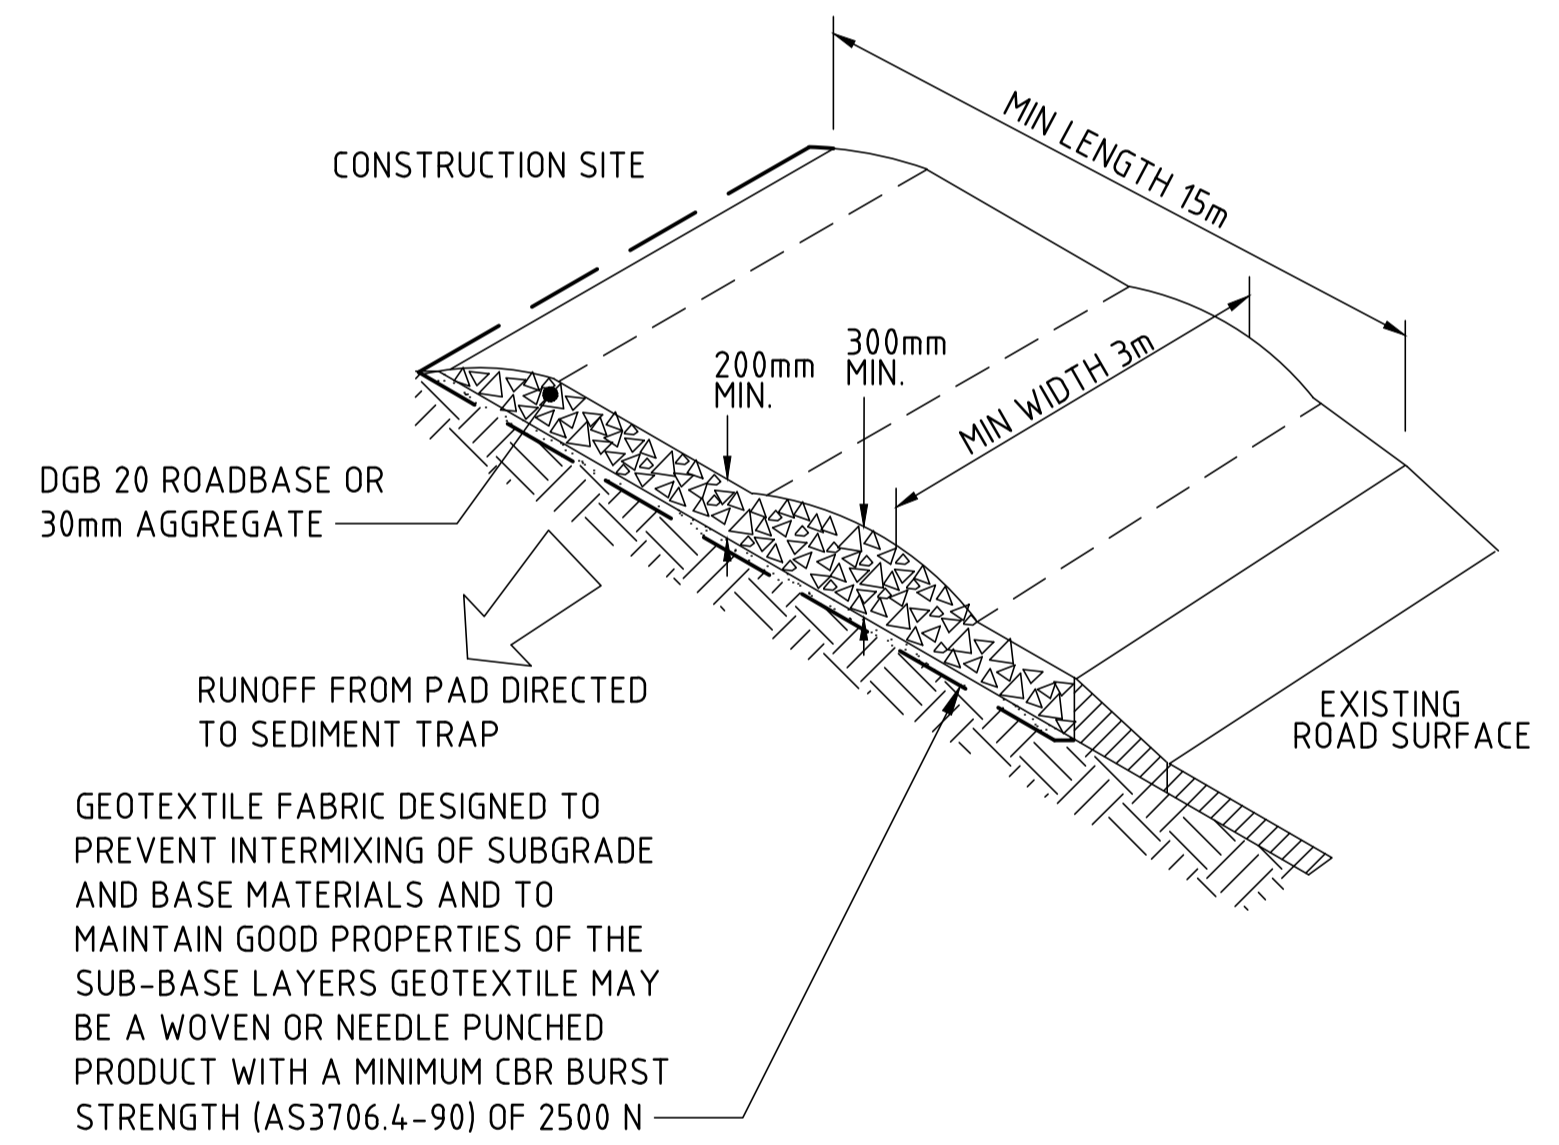 CONSTRUCTION SITE
MIN LENGTH 15m
200mm
MIN.
300mm
MIN.
MIN WIDTH 3m
DGB 20 ROADBASE OR
30mm AGGREGATE
RUNOFF FROM PAD DIRECTED
TO SEDIMENT TRAP
EXISTING
ROAD SURFACE
GEOTEXTILE FABRIC DESIGNED TO
PREVENT INTERMIXING OF SUBGRADE
AND BASE MATERIALS AND TO
MAINTAIN GOOD PROPERTIES OF THE
SUB-BASE LAYERS GEOTEXTILE MAY
BE A WOVEN OR NEEDLE PUNCHED
PRODUCT WITH A MINIMUM CBR BURST
STRENGTH (AS3706.4-90) OF 2500 N